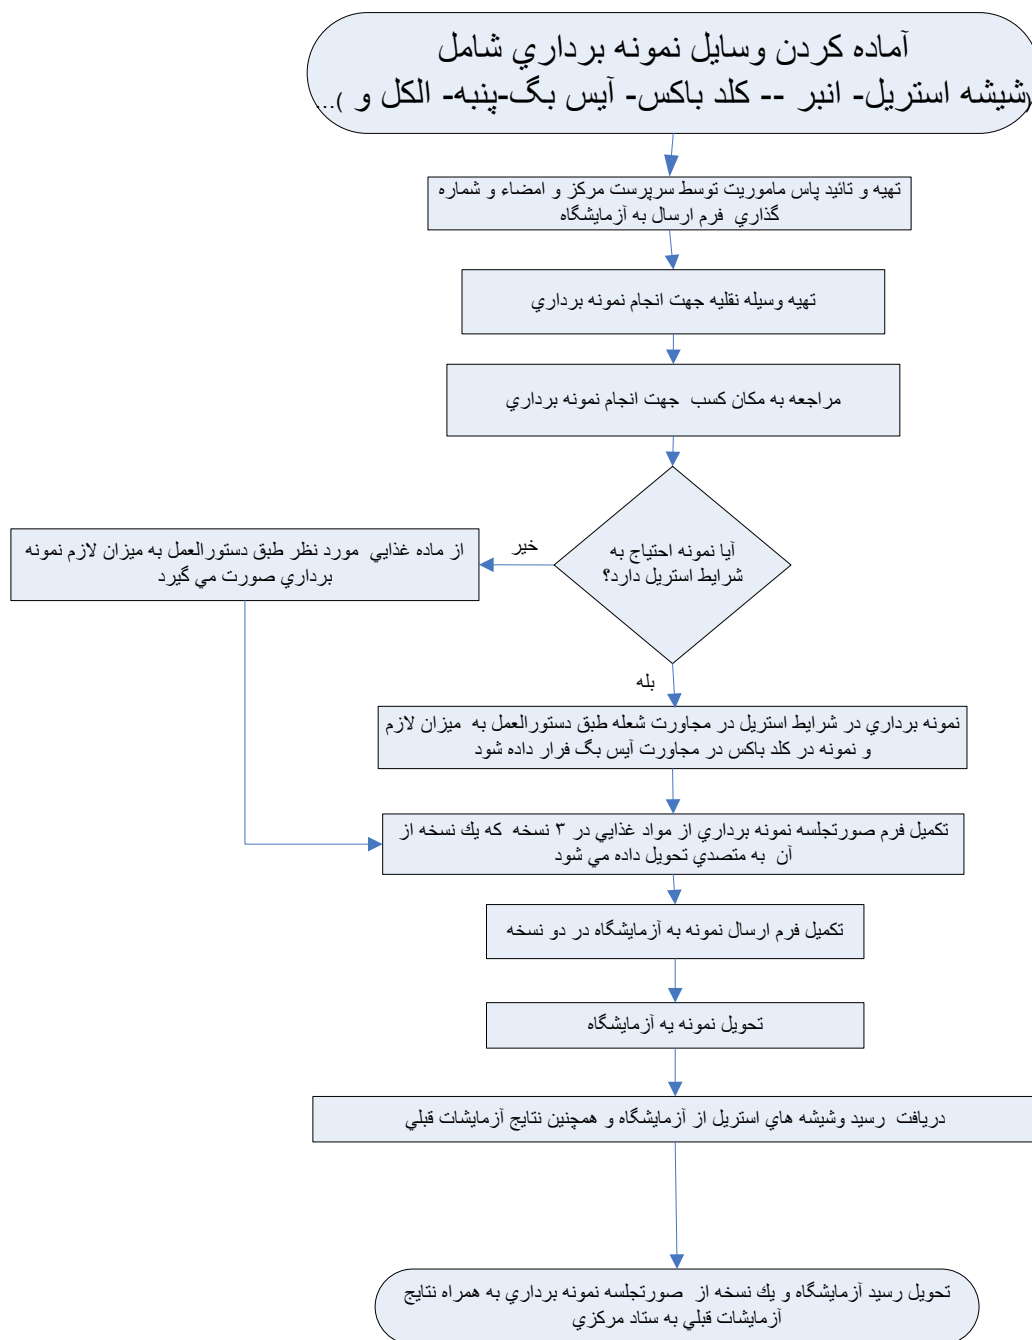 آماده كردن وسايل نمونه برداري شامل
(شيشه استريل- انبر -- كلد باكس- آيس بگ-پنبه- الكل و ...)
تهيه و تائيد پاس ماموريت توسط سرپرست مركز و امضاء و شماره
گذاري فرم ارسال به آزمايشگاه
تهيه وسيله نقليه جهت انجام نمونه برداري
مراجعه به مكان كسب جهت انجام نمونه برداري
آيا نمونه احتياج به
شرايط استريل دارد؟
خير
از ماده غذايي مورد نظر طبق دستورالعمل به ميزان لازم نمونه
برداري صورت مي گيرد
بله
نمونه برداري در شرايط استريل در مجاورت شعله طبق دستورالعمل به ميزان لازم
و نمونه در كلد باكس در مجاورت آيس بگ فرار داده شود
تكميل فرم صورتجلسه نمونه برداري از مواد غذايي در ۳ نسخه كه يك نسخه از
آن به متصدي تحويل داده مي شود
تكميل فرم ارسال نمونه به آزمايشگاه در دو نسخه
تحويل نمونه يه آزمايشگاه
دريافت رسيد وشيشه هاي استريل از آزمايشگاه و همچنين نتايج آزمايشات قبلي
تحويل رسيد آزمايشگاه و يك نسخه از صورتجلسه نمونه برداري به همراه نتايج
آزمايشات قبلي به ستاد مركزي